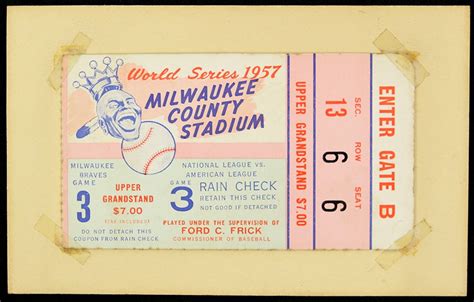 World Series 1957
MILWAUKEE
COUNTY
STADIUM
MILWAUKEE
BRAVES
GAME
3
UPPER
GRANDSTAND
$7.00
DO NOT DETACH THIS
COUPON FROM RAIN CHECK
NATIONAL LEAGUE VS.
AMERICAN LEAGUE
GAME
3
RAIN CHECK
RETAIN THIS CHECK
NOT GOOD IF DETACHED
PLAYED UNDER THE SUPERVISION OF
FORD C. FRICK
COMMISSIONER OF BASEBALL
UPPER GRANDSTAND $7.00
SEC. ROW SEAT
13 6 6
ENTER GATE B